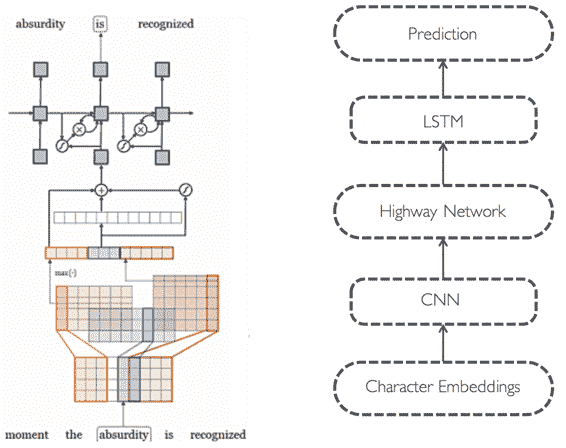 absurdity is recognized
max(·)
moment the absurdity is recognized
Prediction
LSTM
Highway Network
CNN
Character Embeddings